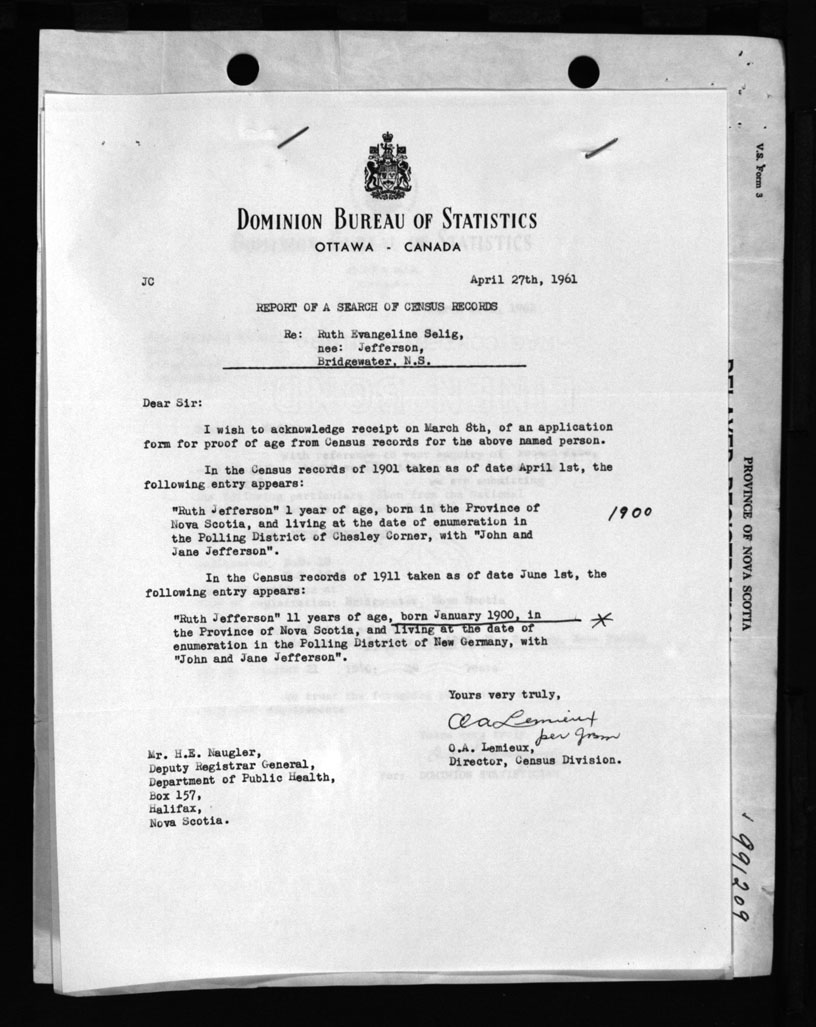 DOMINION BUREAU OF STATISTICS
OTTAWA - CANADA
JC
April 27th, 1961
REPORT OF A SEARCH OF CENSUS RECORDS
Re: Ruth Evangeline Selig,
nee: Jefferson,
Bridgewater, N.S.
Dear Sir:
I wish to acknowledge receipt on March 8th, of an application
form for proof of age from Census records for the above named person.
In the Census records of 1901 taken as of date April 1st, the
following entry appears:
"Ruth Jefferson" 1 year of age, born in the Province of
Nova Scotia, and living at the date of enumeration in
the Polling District of Chesley Corner, with "John and
Jane Jefferson".
1900
In the Census records of 1911 taken as of date June 1st, the
following entry appears:
"Ruth Jefferson" 11 years of age, born January 1900, in
the Province of Nova Scotia, and living at the date of
enumeration in the Polling District of New Germany, with
"John and Jane Jefferson".
Yours very truly,
O A Lemieux
per
O.A. Lemieux,
Director, Census Division.
Mr. H.E. Naugler,
Deputy Registrar General,
Department of Public Health,
Box 157,
Halifax,
Nova Scotia.
V.S. Form 3
PROVINCE OF NOVA SCOTIA
991209